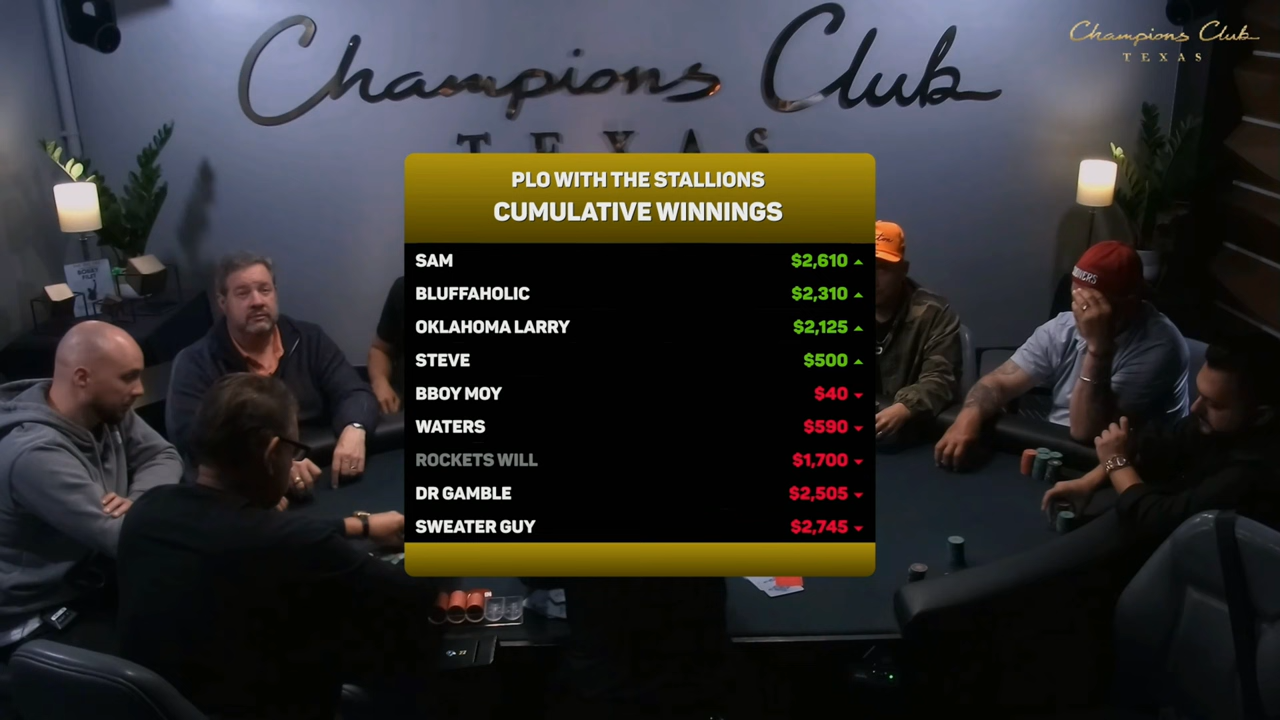 Champions Club
TEXAS
Champions Club
TEXAS
PLO WITH THE STALLIONS
CUMULATIVE WINNINGS
SAM $2,610
BLUFFAHOLIC $2,310
OKLAHOMA LARRY $2,125
STEVE $500
BBOY MOY $40
WATERS $590
ROCKETS WILL $1,700
DR GAMBLE $2,505
SWEATER GUY $2,745